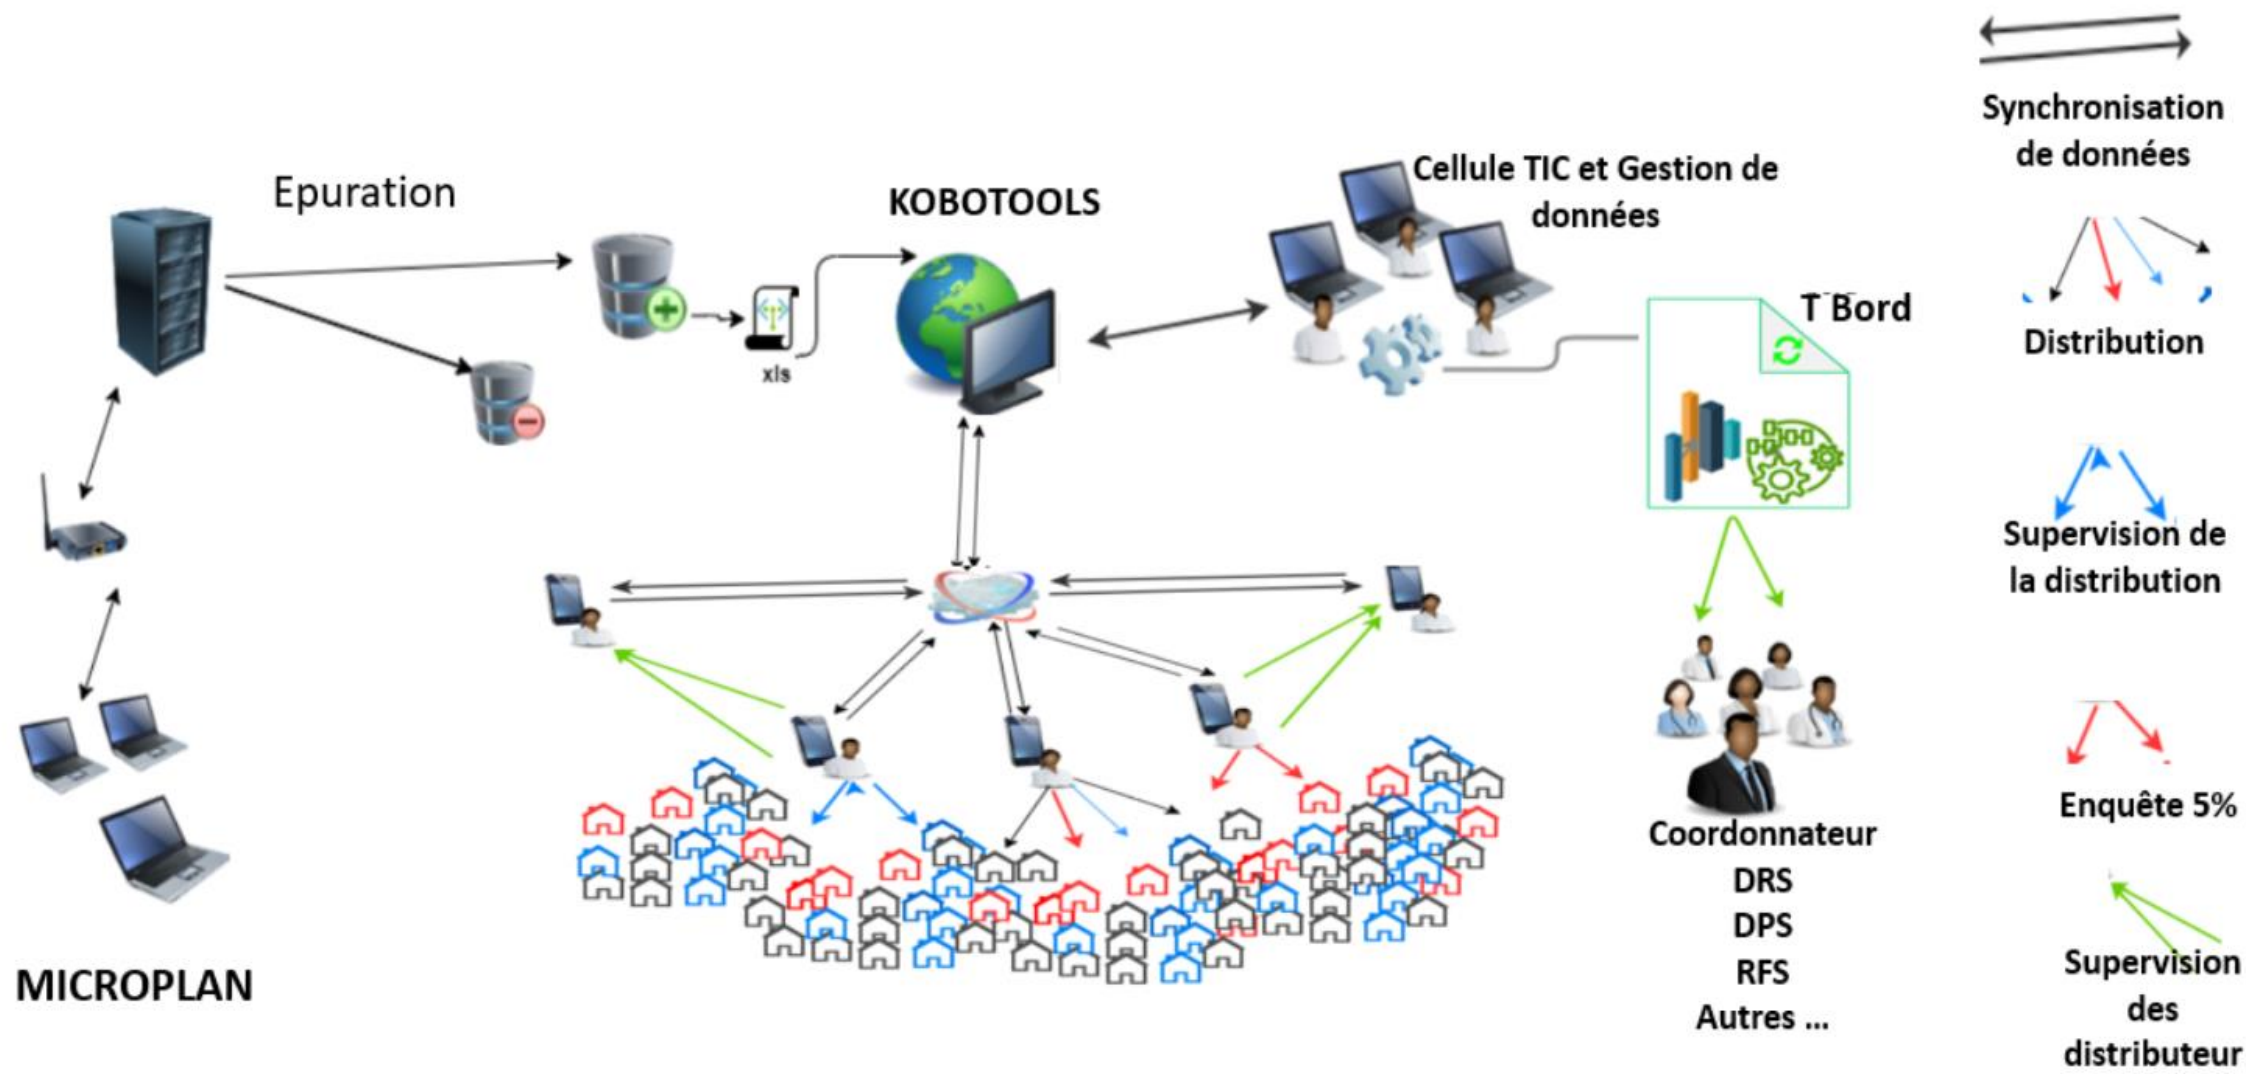 Epuration
xls
KOBOTOOLS
Cellule TIC et Gestion de
données
T Bord
MICROPLAN
Coordonnateur
DRS
DPS
RFS
Autres ...
Synchronisation
de données
Distribution
Supervision de
la distribution
Enquête 5%
Supervision
des
distributeur